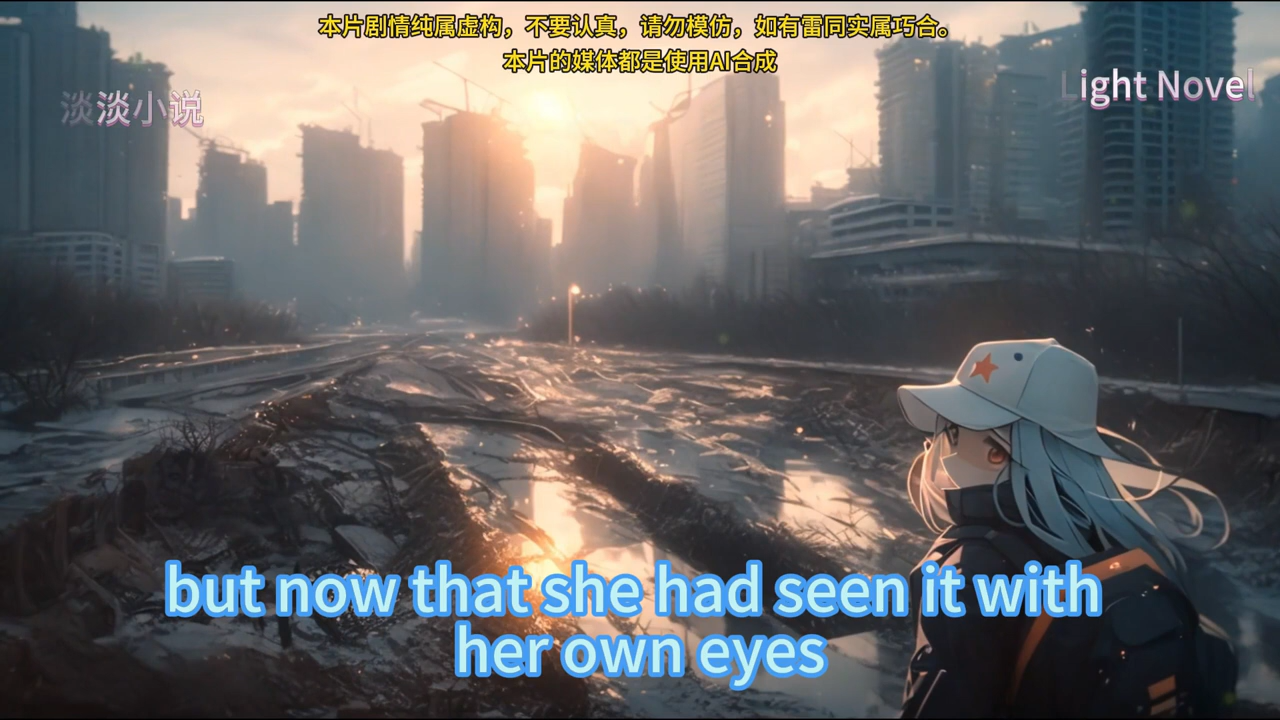 本片剧情纯属虚构，不要认真，请勿模仿，如有雷同实属巧合。
本片的媒体都是使用AI合成
淡淡小说
Light Novel
but now that she had seen it with
her own eyes